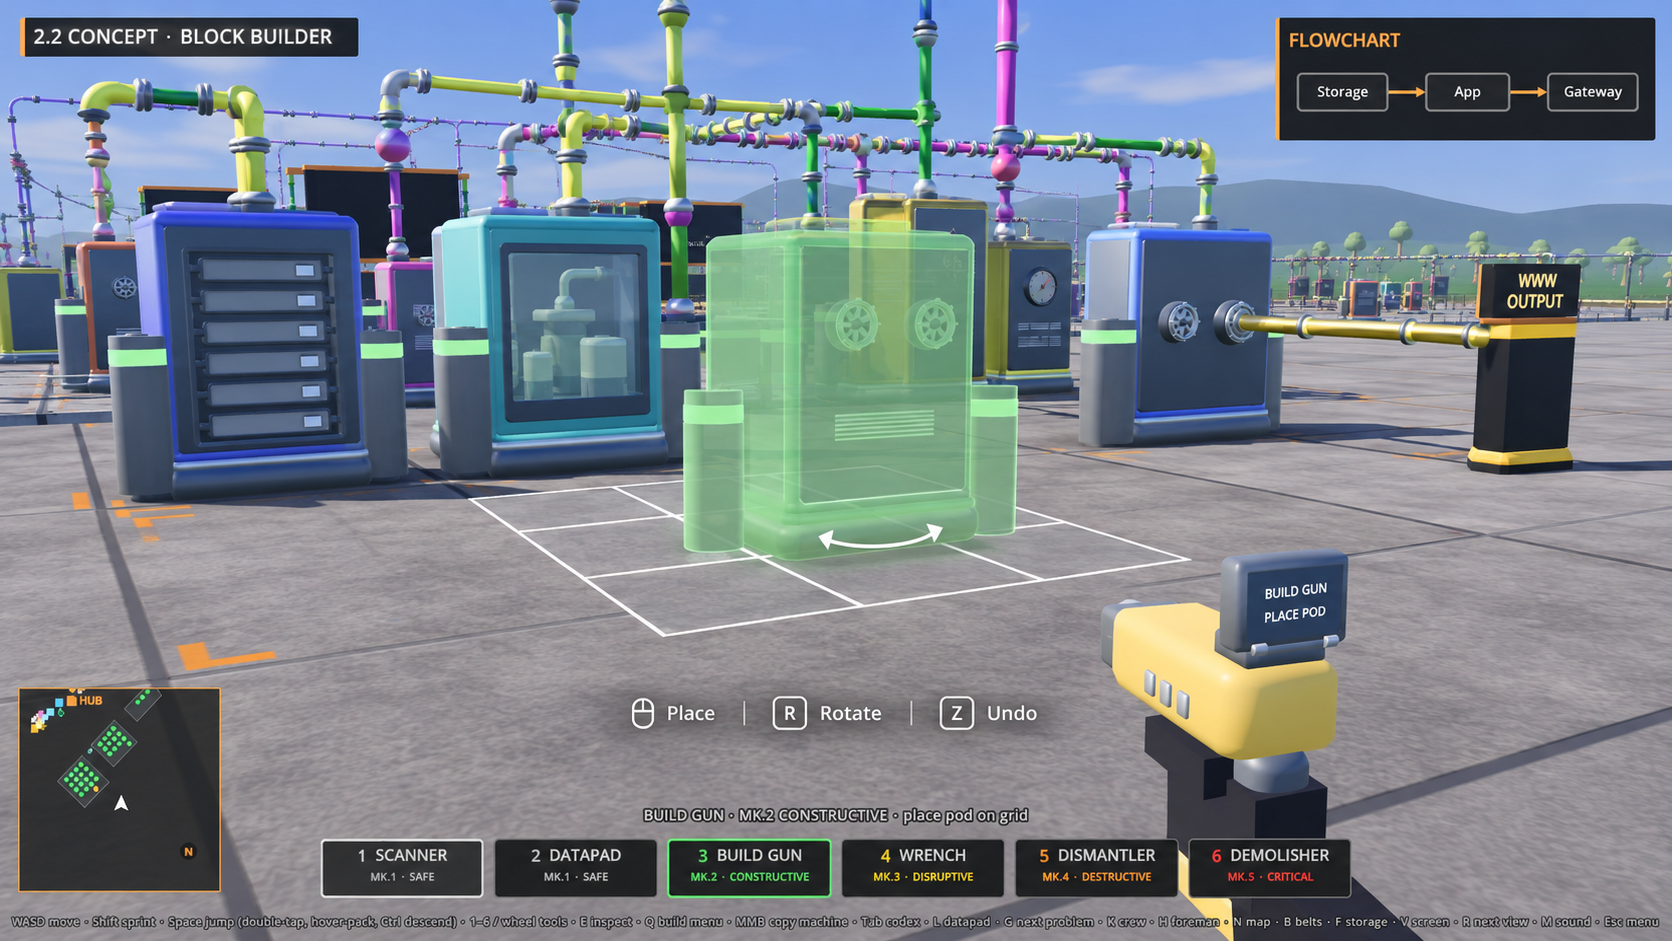 2.2 CONCEPT · BLOCK BUILDER
FLOWCHART
Storage
App
Gateway
WWW
OUTPUT
BUILD GUN
PLACE POD
HUB
N
Place
R Rotate
Z Undo
BUILD GUN · MK.2 CONSTRUCTIVE · place pod on grid
1 SCANNER
MK.1 · SAFE
2 DATAPAD
MK.1 · SAFE
3 BUILD GUN
MK.2 · CONSTRUCTIVE
4 WRENCH
MK.3 · DISRUPTIVE
5 DISMANTLER
MK.4 · DESTRUCTIVE
6 DEMOLISHER
MK.5 · CRITICAL
WASD move · Shift sprint · Space jump (double-tap, hover-pack, Ctrl descend) · 1–6 / wheel tools · E inspect · Q build menu · MMB copy machine · Tab codex · L datapad · G next problem · K crew · H foreman · N map · B belts · F storage · V screen · R next view · M sound · Esc menu